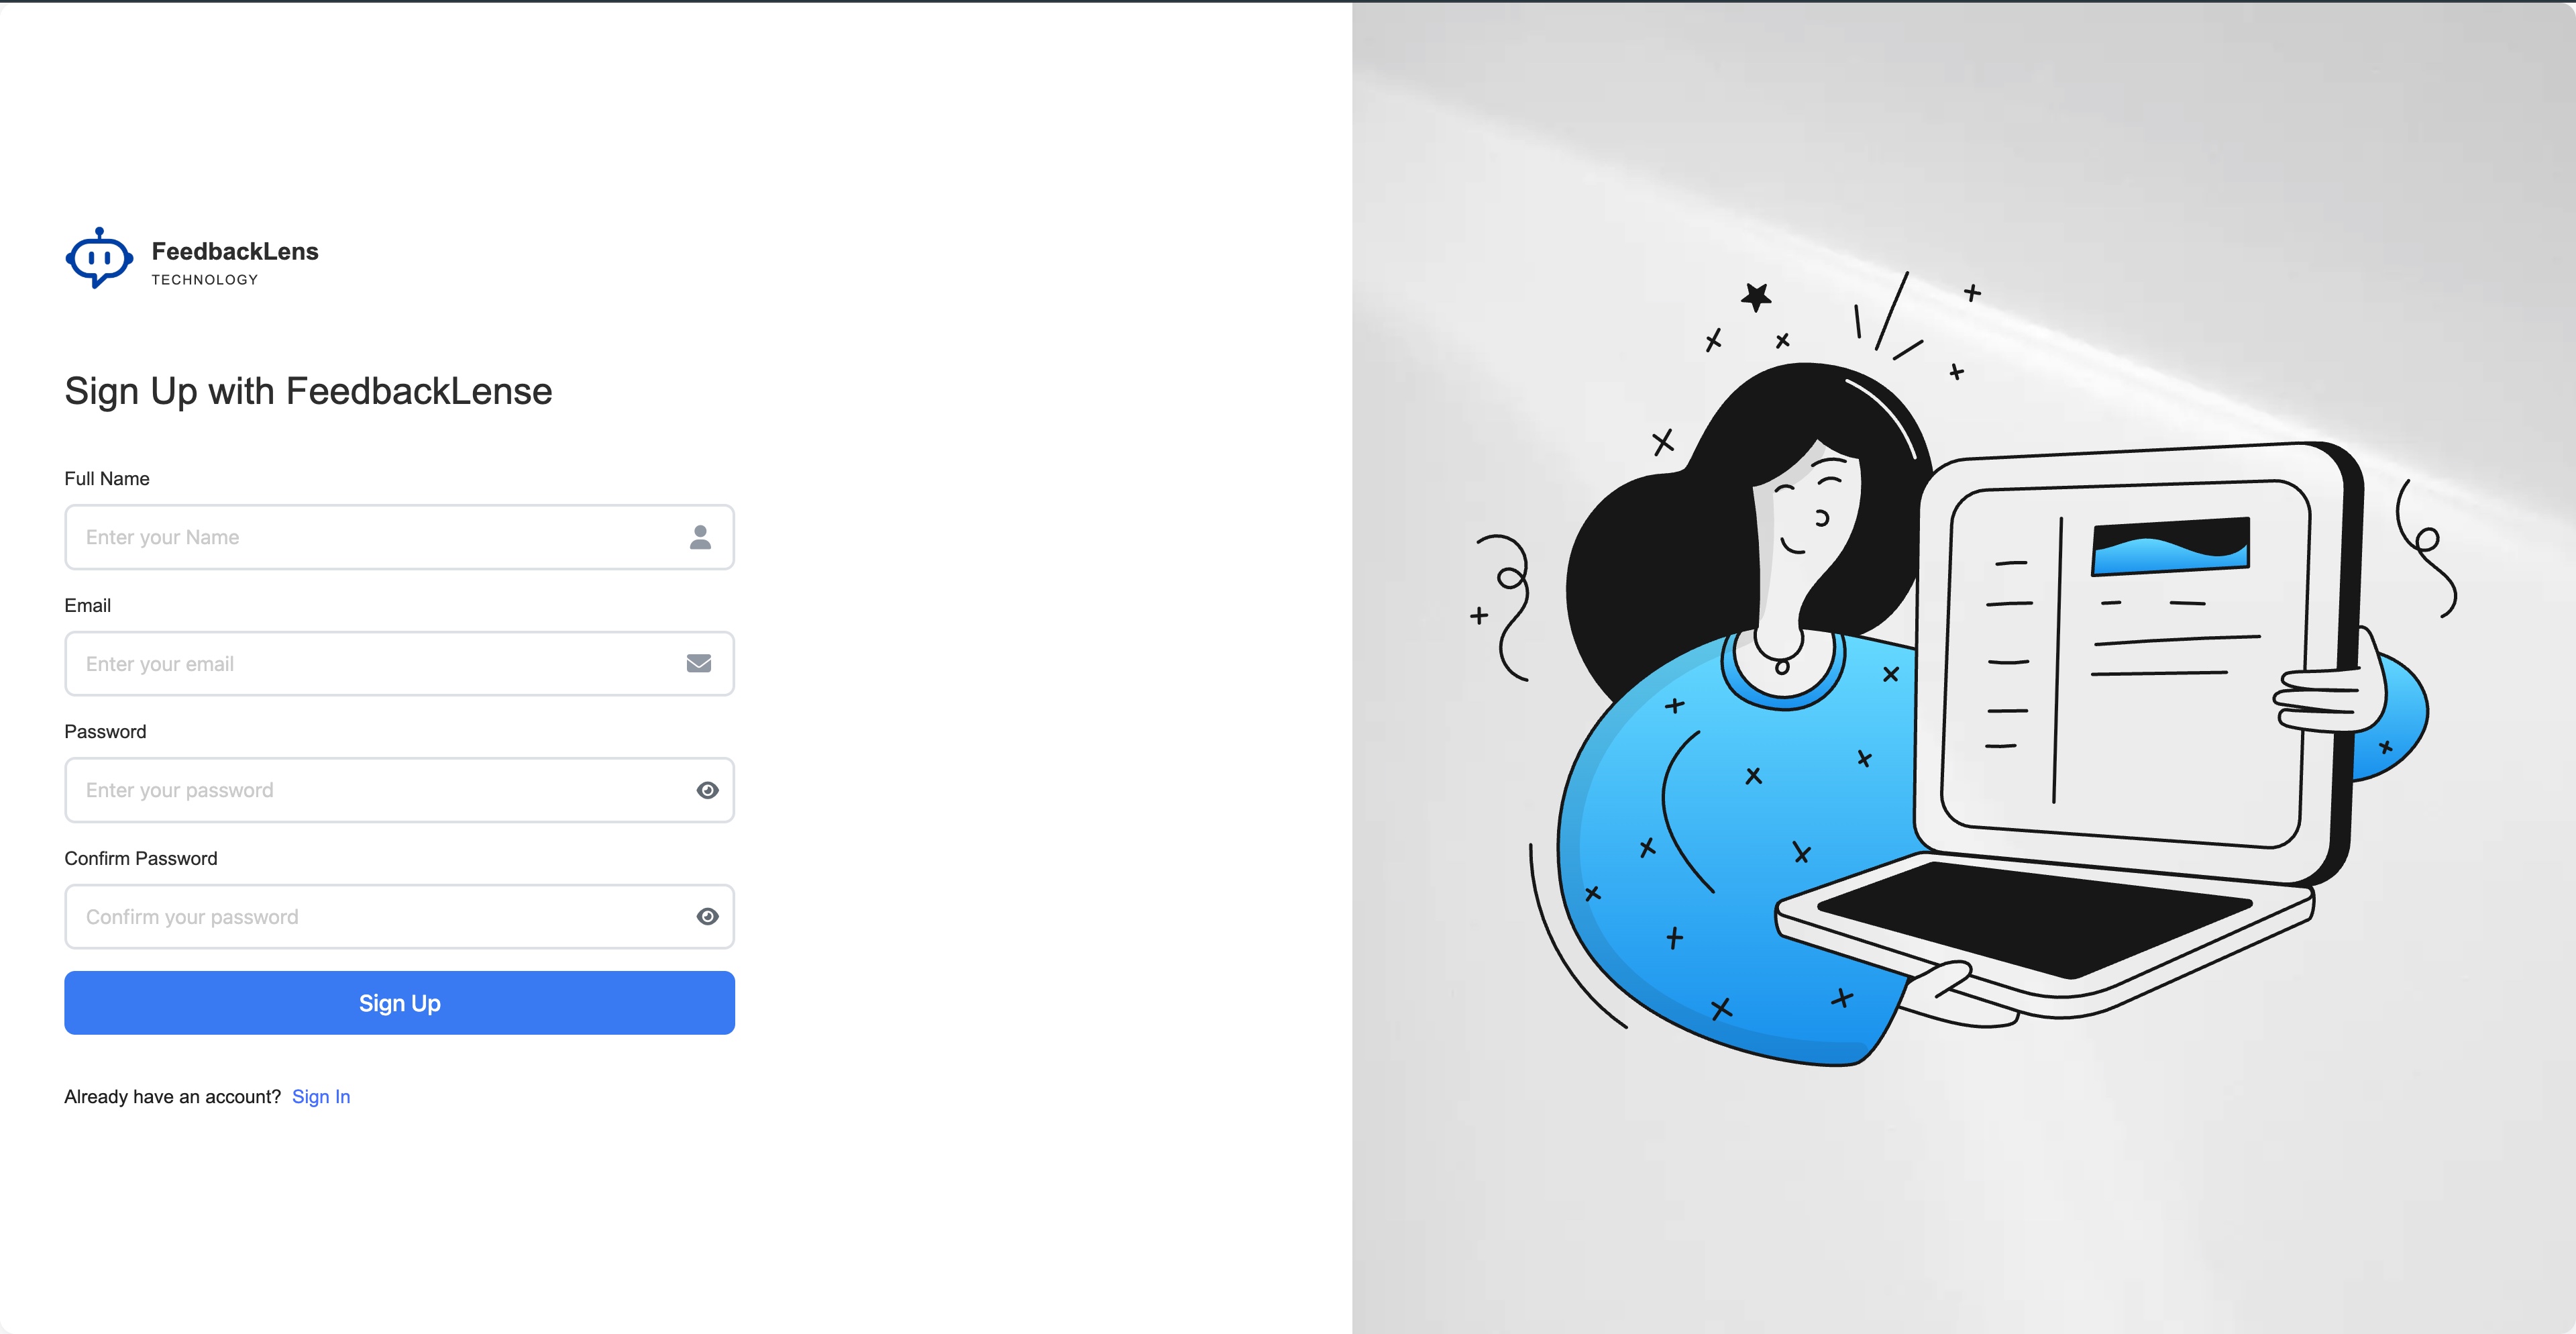 FeedbackLens
TECHNOLOGY
Sign Up with FeedbackLense
Full Name
Enter your Name
Email
Enter your email
Password
Enter your password
Confirm Password
Confirm your password
Sign Up
Already have an account? Sign In